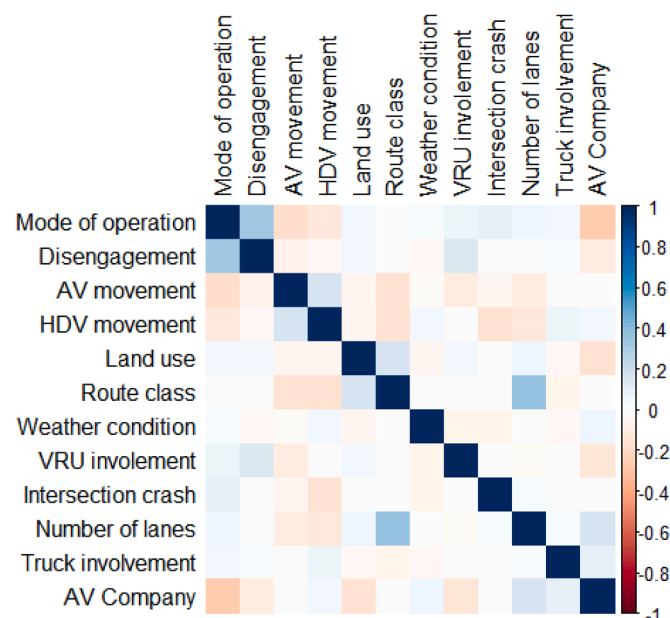 Mode of operation
Disengagement
AV movement
HDV movement
Land use
Route class
Weather condition
VRU involement
Intersection crash
Number of lanes
Truck involvement
AV Company
Mode of operation
Disengagement
AV movement
HDV movement
Land use
Route class
Weather condition
VRU involement
Intersection crash
Number of lanes
Truck involvement
AV Company
1
0.8
0.6
0.4
0.2
0
-0.2
-0.4
-0.6
-0.8
-1